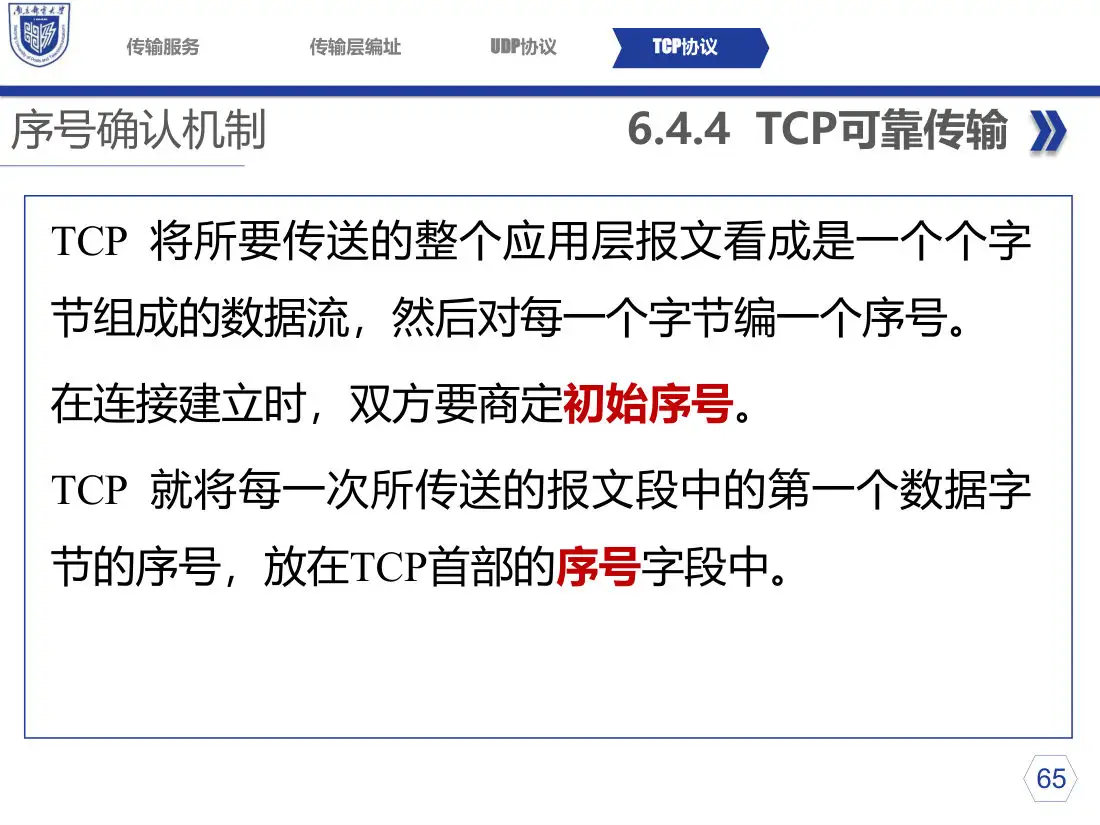 南京邮电大学
传输服务
传输层编址
UDP协议
TCP协议
序号确认机制
6.4.4 TCP可靠传输
TCP 将所要传送的整个应用层报文看成是一个个字
节组成的数据流，然后对每一个字节编一个序号。
在连接建立时，双方要商定初始序号。
TCP 就将每一次所传送的报文段中的第一个数据字
节的序号，放在TCP首部的序号字段中。
65